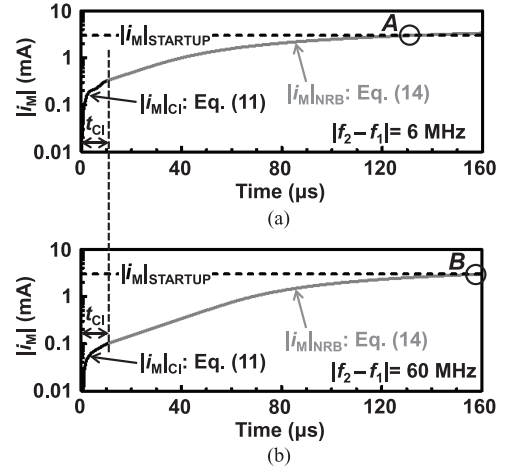 10
1
0.1
0.01
|iM| (mA)
|iM|STARTUP
A
|iM|CI: Eq. (11)
|iM|NRB: Eq. (14)
tCI
|f2−f1|= 6 MHz
0 40 80 120 160
Time (µs)
(a)
10
1
0.1
0.01
|iM| (mA)
|iM|STARTUP
B
tCI
|iM|NRB: Eq. (14)
|iM|CI: Eq. (11)
|f2−f1|= 60 MHz
0 40 80 120 160
Time (µs)
(b)